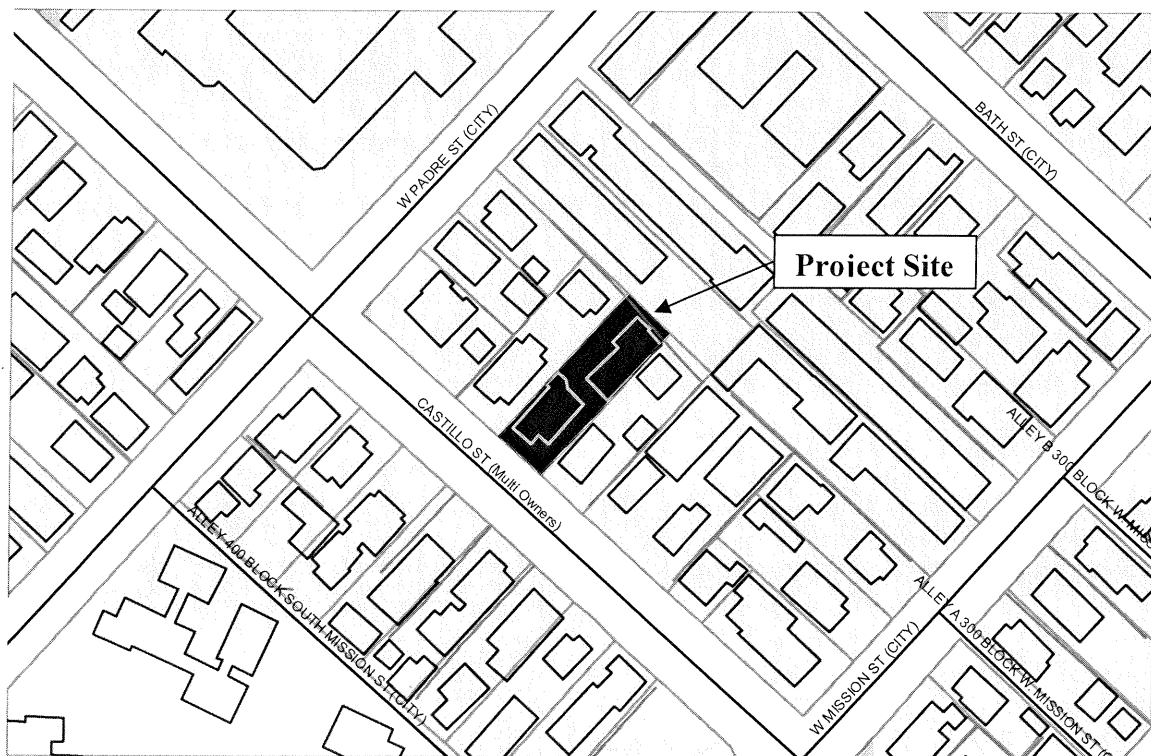 BATH ST (CITY)
W PADRE ST (CITY)
Project Site
CASTILLO ST (Multi Owners)
ALLEY B 300 BLOCK W. MISS
ALLEY 400 BLOCK SOUTH MISSION ST (CITY)
ALLEY A 300 BLOCK W. MISSION ST (C
W MISSION ST (CITY)